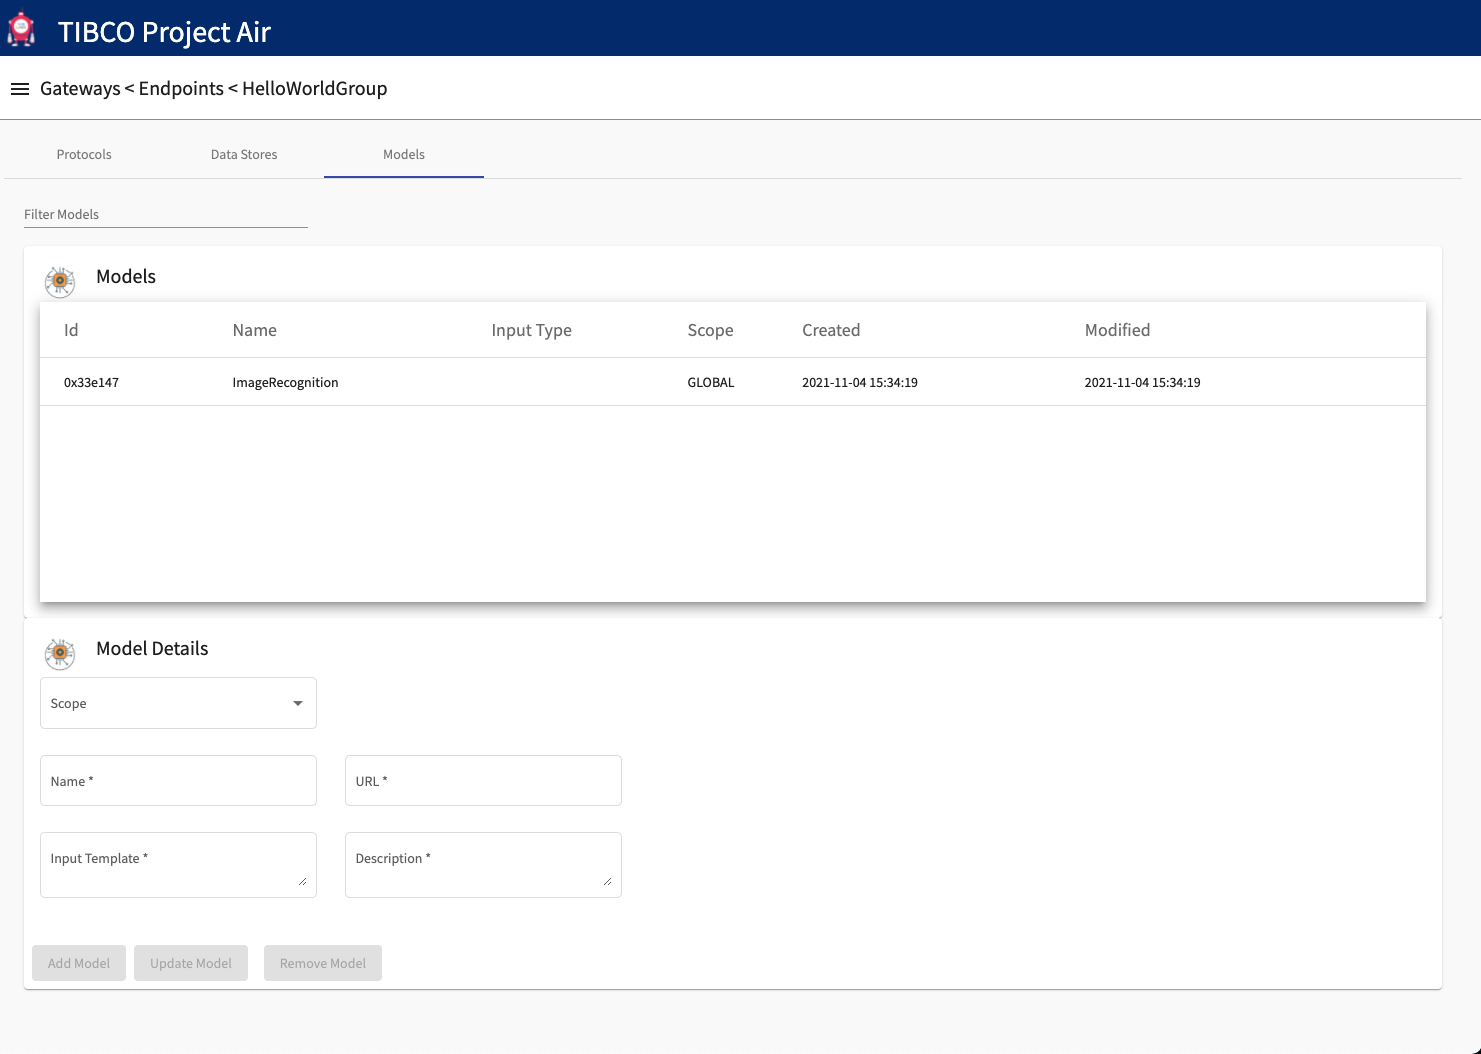 TIBCO Project Air
Gateways < Endpoints < HelloWorldGroup
Protocols Data Stores Models
Filter Models
Models
Id Name Input Type Scope Created Modified
0x33e147 ImageRecognition GLOBAL 2021-11-04 15:34:19 2021-11-04 15:34:19
Model Details
Scope
Name * URL *
Input Template * Description *
Add Model Update Model Remove Model